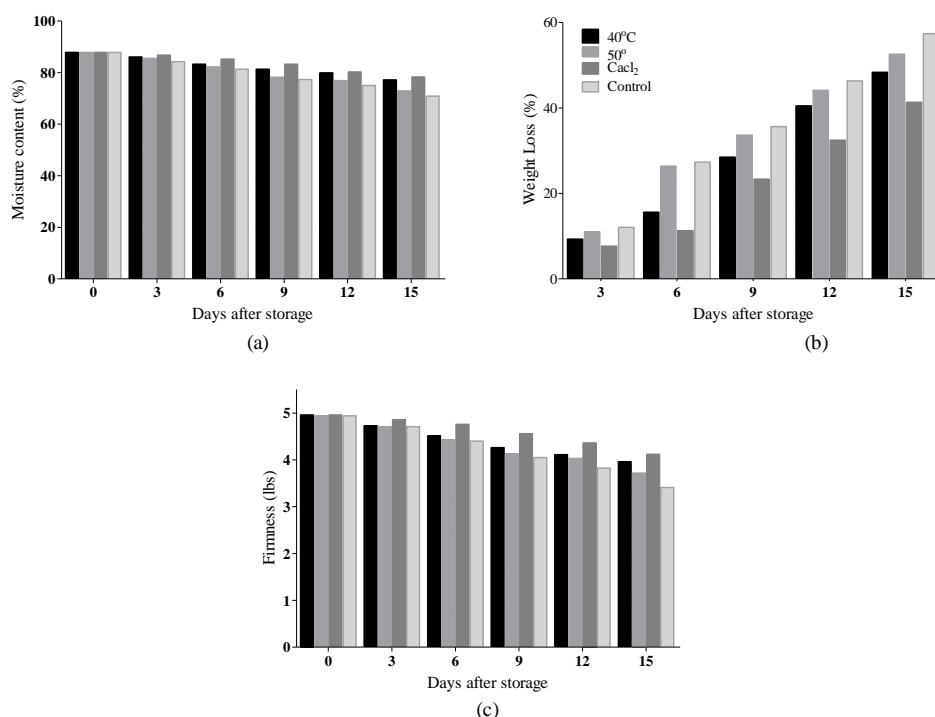 100
80
60
40
20
0
Moisture content (%)
0 3 6 9 12 15
Days after storage
(a)
60
40
20
0
Weight Loss (%)
40°C
50°
Cacl₂
Control
3 6 9 12 15
Days after storage
(b)
5
4
3
2
1
0
Firmness (lbs)
0 3 6 9 12 15
Days after storage
(c)